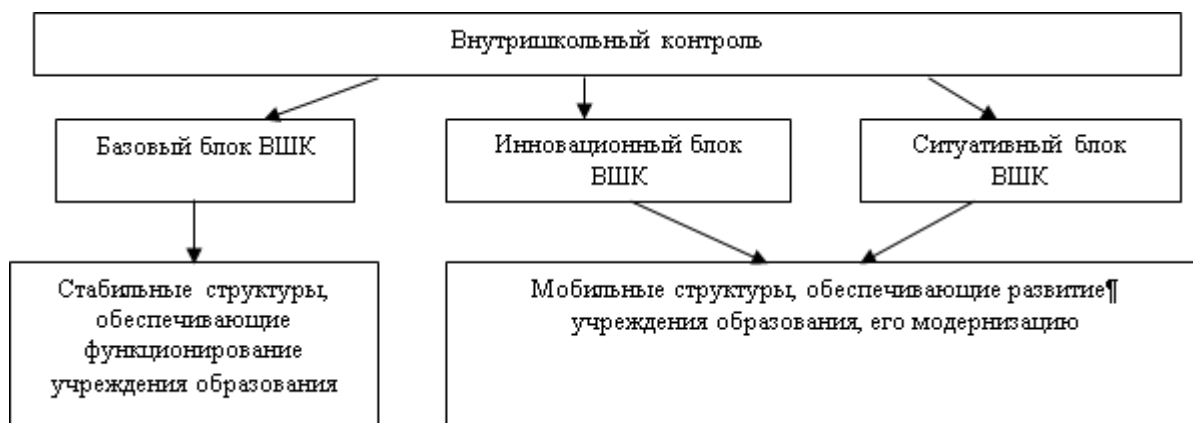 Внутришкольный контроль
Базовый блок ВШК
Инновационный блок
ВШК
Ситуативный блок
ВШК
Стабильные структуры,
обеспечивающие
функционирование
учреждения образования
Мобильные структуры, обеспечивающие развитие¶
учреждения образования, его модернизацию